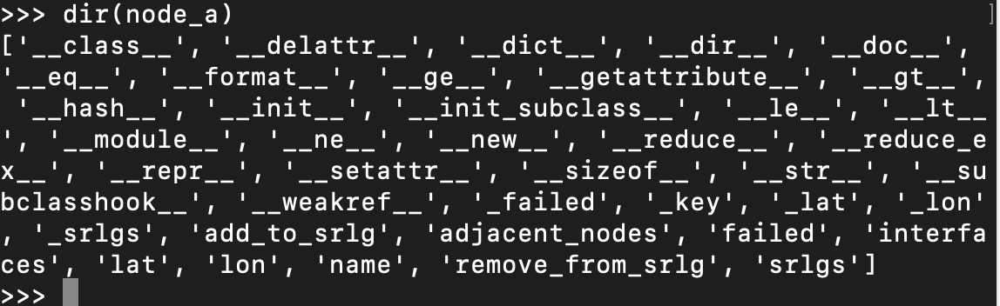 >>> dir(node_a)
['__class__', '__delattr__', '__dict__', '__dir__', '__doc__',
'__eq__', '__format__', '__ge__', '__getattribute__', '__gt__',
'__hash__', '__init__', '__init_subclass__', '__le__', '__lt__
', '__module__', '__ne__', '__new__', '__reduce__', '__reduce_e
x__', '__repr__', '__setattr__', '__sizeof__', '__str__', '__su
bclasshook__', '__weakref__', '_failed', '_key', '_lat', '_lon'
, '_srlgs', 'add_to_srlg', 'adjacent_nodes', 'failed', 'interfa
ces', 'lat', 'lon', 'name', 'remove_from_srlg', 'srlgs']
>>>